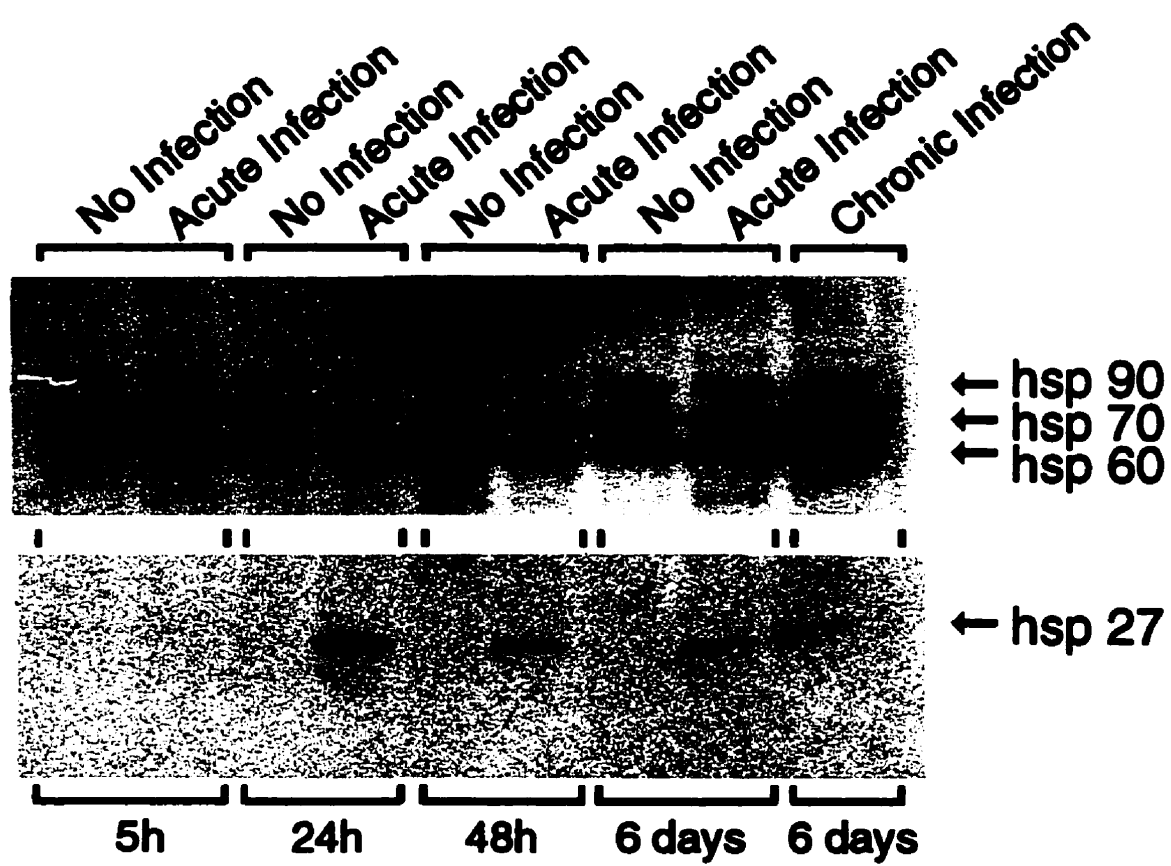 No Infection
Acute Infection
No Infection
Acute Infection
No Infection
Acute Infection
No Infection
Acute Infection
Chronic Infection
hsp 90
hsp 70
hsp 60
hsp 27
5h
24h
48h
6 days
6 days